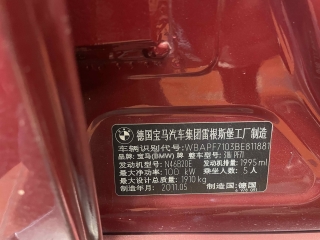 德国宝马汽车集团雷根斯堡工厂制造
车辆识别代号: WBAPF7103BE811881
品牌: 宝马(BMW) 牌 整车型号: 316 PF71
发动机型号: N46B20E 发动机排量: 1995 ml
最大净功率: 100 kW 乘坐人数: 5 人
最大设计总质量: 1910 kg
制造年月: 2011.05 制造国: 德国